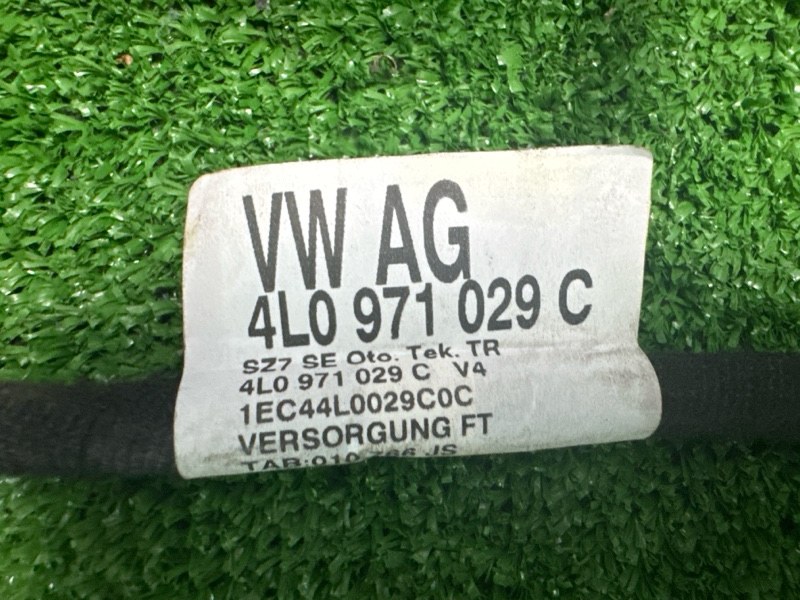 VW AG
4L0 971 029 C
SZ7 SE Oto. Tek. TR
4L0 971 029 C V4
1EC44L0029C0C
VERSORGUNG FT